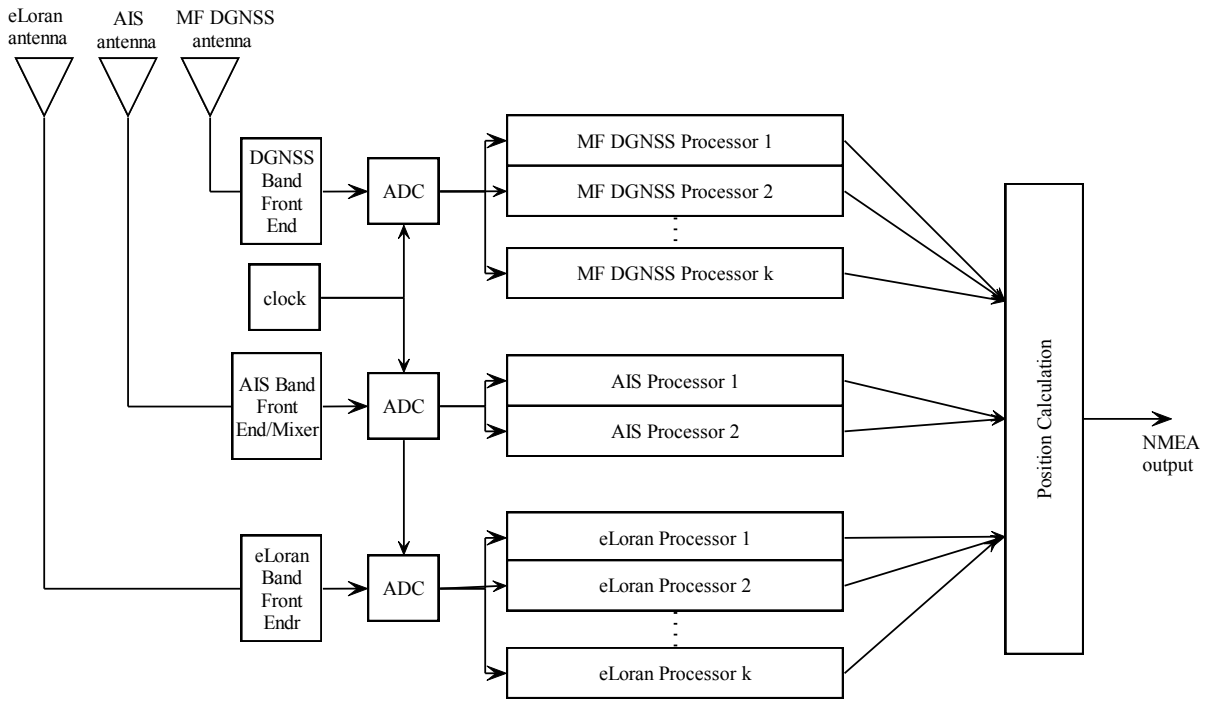 eLoran
antenna
AIS
antenna
MF DGNSS
antenna
DGNSS
Band
Front
End
ADC
MF DGNSS Processor 1
MF DGNSS Processor 2
MF DGNSS Processor k
clock
AIS Band
Front
End/Mixer
ADC
AIS Processor 1
AIS Processor 2
eLoran
Band
Front
Endr
ADC
eLoran Processor 1
eLoran Processor 2
eLoran Processor k
Position Calculation
NMEA
output